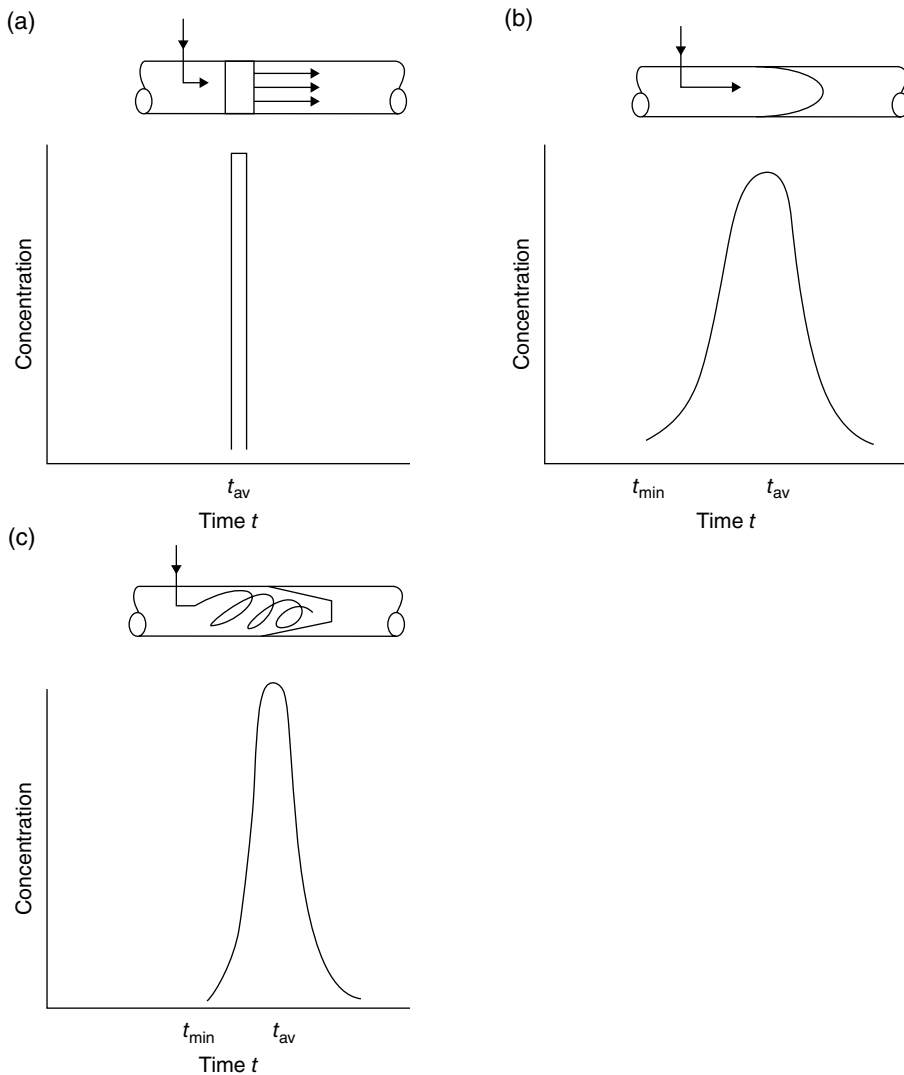 (a)
Concentration
t_av
Time t
(b)
Concentration
t_min t_av
Time t
(c)
Concentration
t_min t_av
Time t